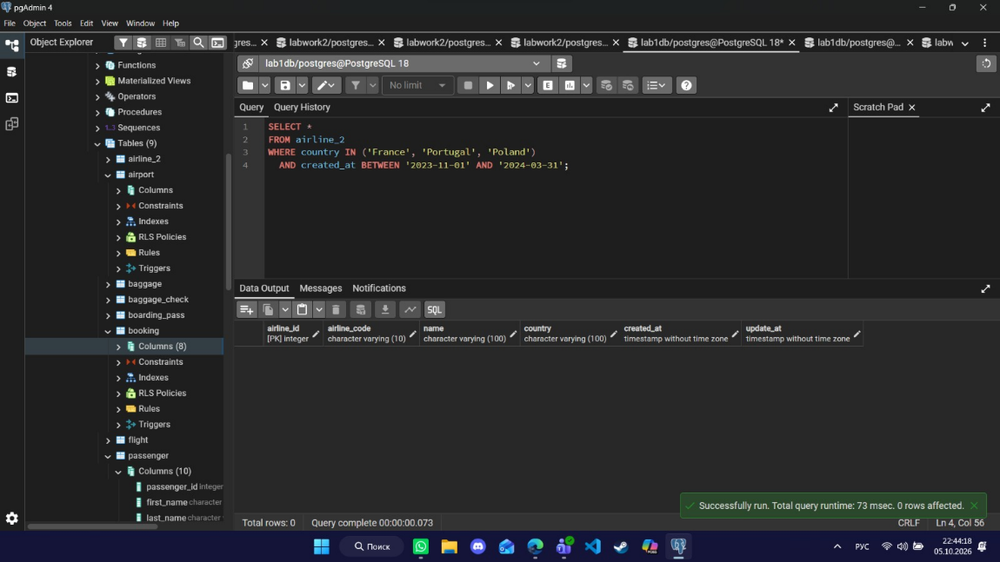 pgAdmin 4
File Object Tools Edit View Window Help
Object Explorer
gres...
labwork2/postgres...
labwork2/postgres...
labwork2/postgres...
lab1db/postgres@PostgreSQL 18*
lab1db/postgres@...
labw
Functions
Materialized Views
Operators
Procedures
Sequences
Tables (9)
airline_2
airport
Columns
Constraints
Indexes
RLS Policies
Rules
Triggers
baggage
baggage_check
boarding_pass
booking
Columns (8)
Constraints
Indexes
RLS Policies
Rules
Triggers
flight
passenger
Columns (10)
passenger_id integer
first_name character
last_name character
lab1db/postgres@PostgreSQL 18
No limit
E
Query Query History
Scratch Pad
1 SELECT *
2 FROM airline_2
3 WHERE country IN ('France', 'Portugal', 'Poland')
4 AND created_at BETWEEN '2023-11-01' AND '2024-03-31';
Data Output Messages Notifications
SQL
airline_id
[PK] integer
airline_code
character varying (10)
name
character varying (100)
country
character varying (100)
created_at
timestamp without time zone
update_at
timestamp without time zone
Successfully run. Total query runtime: 73 msec. 0 rows affected.
Total rows: 0 Query complete 00:00:00.073 CRLF Ln 4, Col 56
Поиск
РУС
22:44:18
05.10.2026